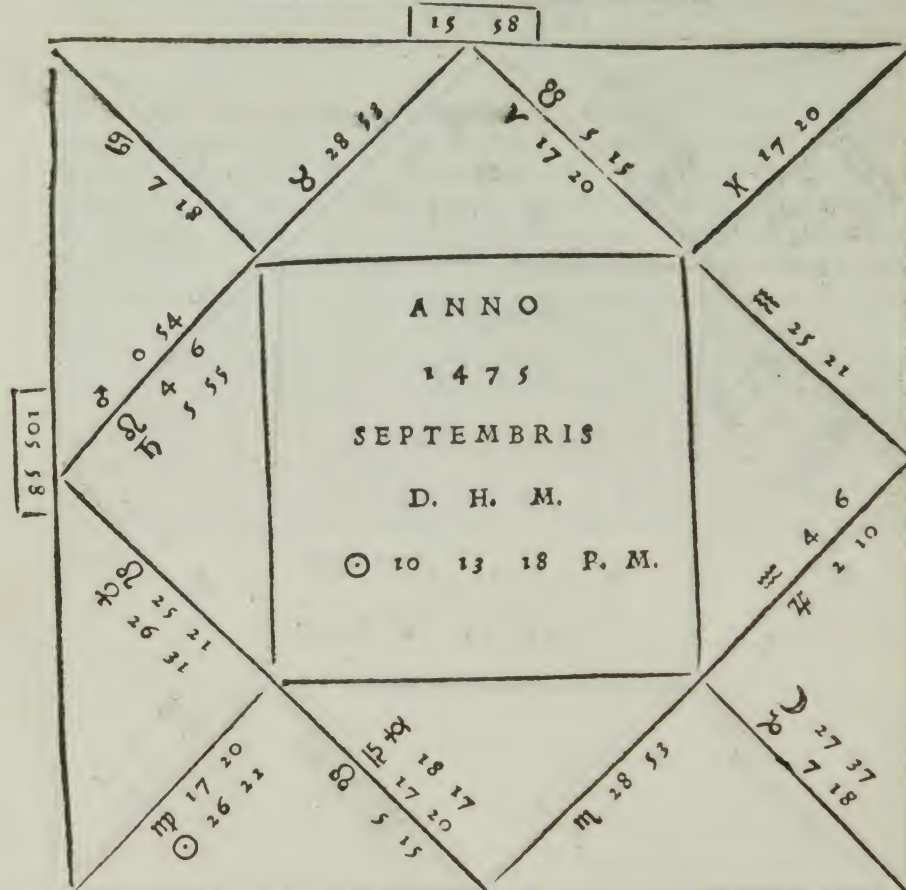 15 58
☋ 5 15
♈ 17 20
♓ 17 20
♉ 28 53
♋
7 18
♒ 25 21
♂ 0 54
♌ 4 6
♄ 5 55
105 58
ANNO
1475
SEPTEMBRIS
D. H. M.
☉ 10 13 18 P. M.
♒ 4 6
♃ 2 10
♌ 25 21
♀ 26 31
☽ 27 37
♑ 7 18
♍ 17 20
☉ 26 22
☿ 18 17
♎ 17 20
☊ 5 15
♏ 28 53